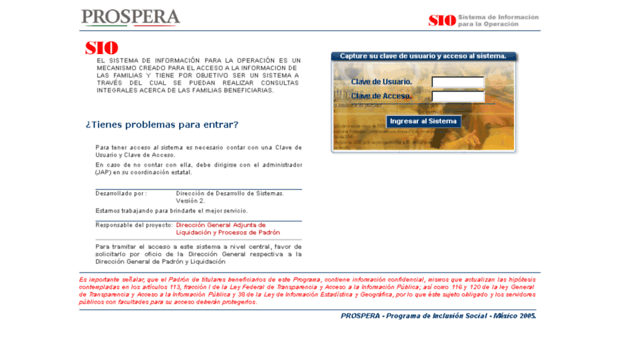 PROSPERA
SIO Sistema de Información
para la Operación
SIO
EL SISTEMA DE INFORMACIÓN PARA LA OPERACIÓN ES UN
MECANISMO CREADO PARA EL ACCESO A LA INFORMACION DE
LAS FAMILIAS Y TIENE POR OBJETIVO SER UN SISTEMA A
TRAVÉS DEL CUAL SE PUEDAN REALIZAR CONSULTAS
INTEGRALES ACERCA DE LAS FAMILIAS BENEFICIARIAS.
Capture su clave de usuario y acceso al sistema.
Clave de Usuario.
Clave de Acceso.
Ingresar al Sistema
¿Tienes problemas para entrar?
Para tener acceso al sistema es necesario contar con una Clave de
Usuario y Clave de Acceso.
En caso de no contar con ella, debe dirigirse con el administrador
(JAP) en su coordinación estatal.
Desarrollado por : Dirección de Desarrollo de Sistemas.
Versión 2.
Estamos trabajando para brindarte el mejor servicio.
Responsable del proyecto: Dirección General Adjunta de
Liquidación y Procesos de Padrón
Para tramitar el acceso a este sistema a nivel central, favor de
solicitarlo por oficio de la Dirección General respectiva a la
Dirección General de Padrón y Liquidación
Es importante señalar, que el Padrón de titulares beneficiarios de este Programa, contiene información confidencial, mismos que actualizan las hipótesis
contempladas en los artículos 113, fracción I de la Ley Federal de Transparencia y Acceso a la Información Pública; así como 116 y 120 de la ley General
de Transparencia y Acceso a la Información Pública y 38 de la Ley de Información Estadística y Geográfica, por lo que éste sujeto obligado y los servidores
públicos con facultades para su acceso deberán protegerlos.
PROSPERA - Programa de Inclusión Social - México 2005.